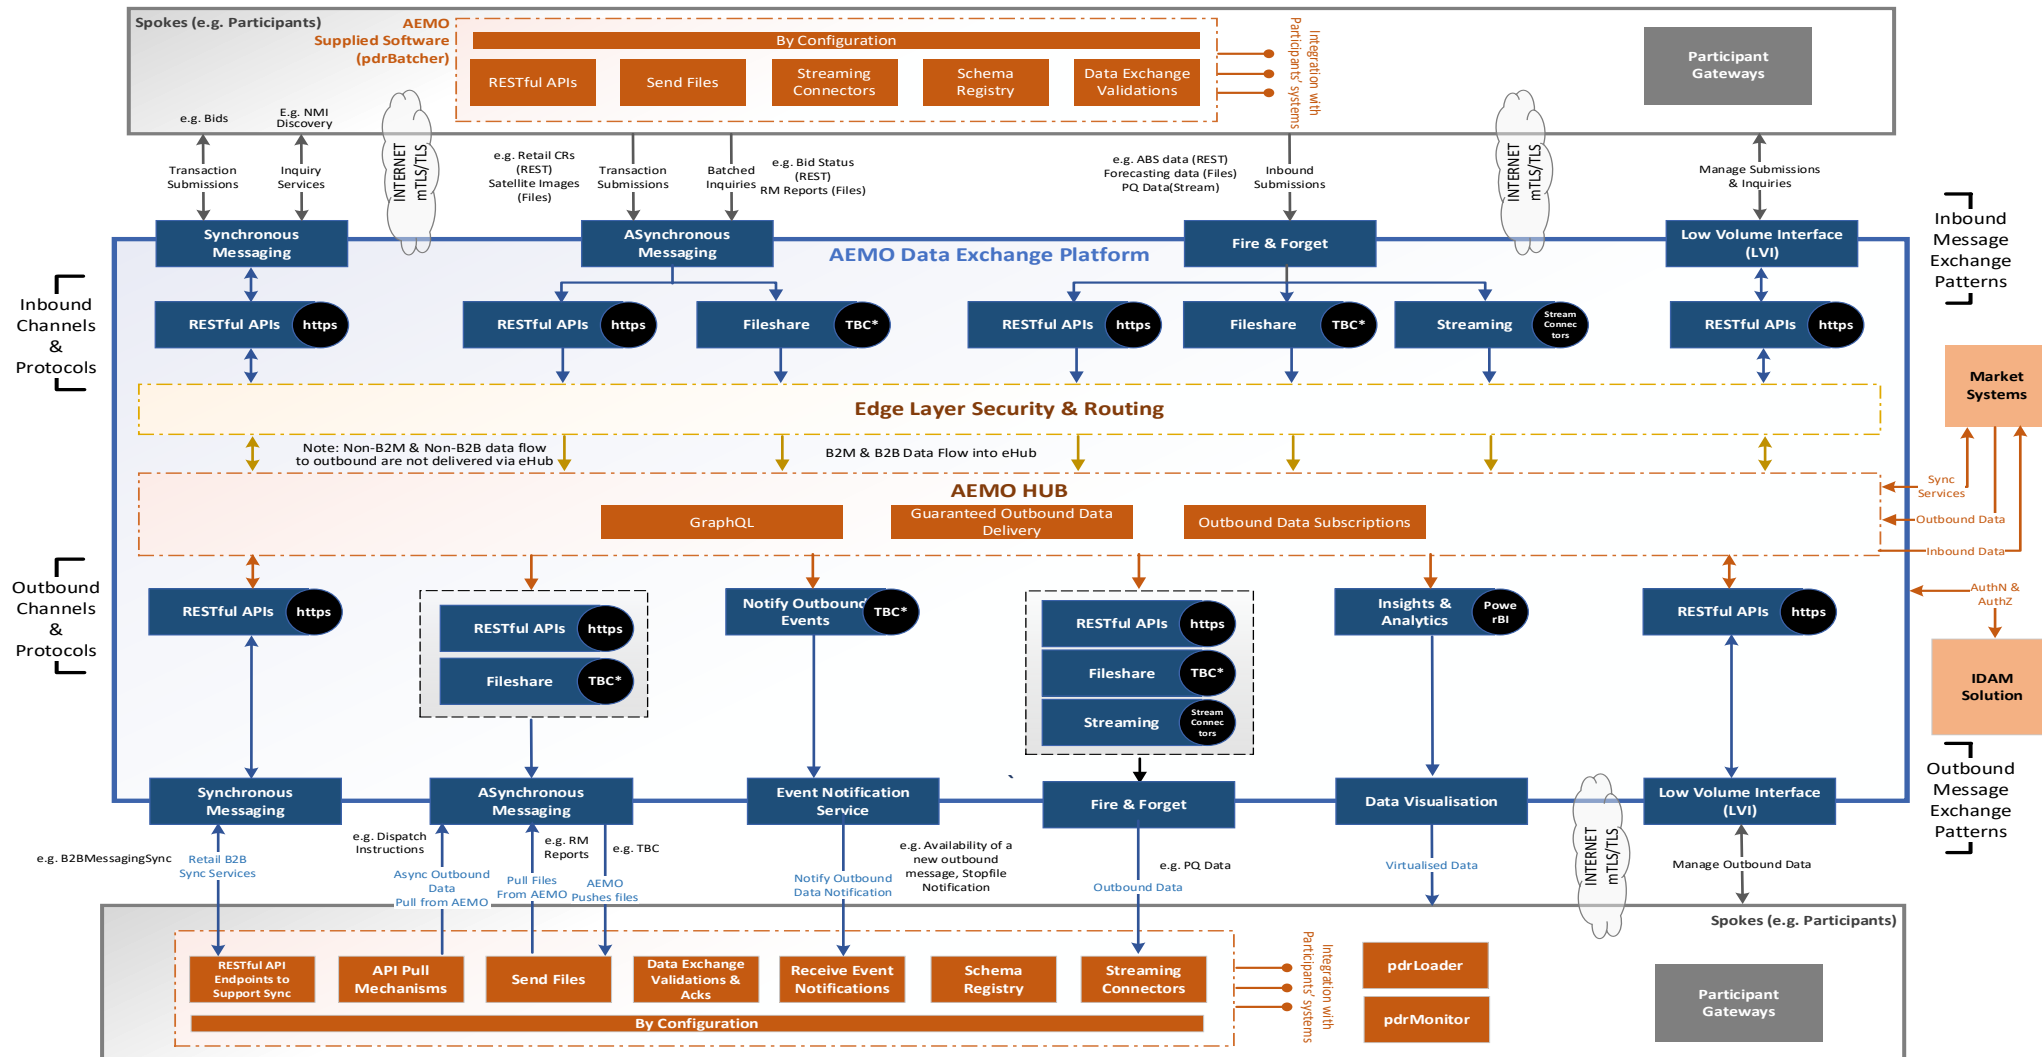 Spokes (e.g. Participants)
AEMO
Supplied Software
(pdrBatcher)
By Configuration
RESTful APIs
Send Files
Streaming
Connectors
Schema
Registry
Data Exchange
Validations
Integration with
Participants' systems
Participant
Gateways
e.g. Bids
E.g. NMI
Discovery
INTERNET
mTLS/TLS
Transaction
Submissions
Inquiry
Services
e.g. Retail CRs
(REST)
Satellite Images
(Files)
Transaction
Submissions
Batched
Inquiries
e.g. Bid Status
(REST)
RM Reports (Files)
e.g. ABS data (REST)
Forecasting data (Files)
PQ Data(Stream)
Inbound
Submissions
INTERNET
mTLS/TLS
Manage Submissions
& Inquiries
Inbound
Message
Exchange
Patterns
Synchronous
Messaging
ASynchronous
Messaging
AEMO Data Exchange Platform
Fire & Forget
Low Volume Interface
(LVI)
Inbound
Channels
&
Protocols
RESTful APIs
https
RESTful APIs
https
Fileshare
TBC*
RESTful APIs
https
Fileshare
TBC*
Streaming
Stream
Connec
tors
RESTful APIs
https
Edge Layer Security & Routing
Market
Systems
Note: Non-B2M & Non-B2B data flow
to outbound are not delivered via eHub
B2M & B2B Data Flow into eHub
AEMO HUB
GraphQL
Guaranteed Outbound Data
Delivery
Outbound Data Subscriptions
Sync
Services
Outbound Data
Inbound Data
AuthN &
AuthZ
IDAM
Solution
Outbound
Channels
&
Protocols
RESTful APIs
https
RESTful APIs
https
Fileshare
TBC*
Notify Outbound
Events
TBC*
RESTful APIs
https
Fileshare
TBC*
Streaming
Stream
Connec
tors
Insights &
Analytics
Powe
rBI
RESTful APIs
https
Outbound
Message
Exchange
Patterns
Synchronous
Messaging
ASynchronous
Messaging
Event Notification
Service
Fire & Forget
Data Visualisation
Low Volume Interface
(LVI)
e.g. B2BMessagingSync
Retail B2B
Sync Services
e.g. Dispatch
Instructions
Async Outbound
Data
Pull from AEMO
e.g. RM
Reports
Pull Files
From AEMO
e.g. TBC
AEMO
Pushes files
Notify Outbound
Data Notification
e.g. Availability of a
new outbound
message, Stopfile
Notification
e.g. PQ Data
Outbound Data
Virtualised Data
INTERNET
mTLS/TLS
Manage Outbound Data
Spokes (e.g. Participants)
RESTful API
Endpoints to
Support Sync
API Pull
Mechanisms
Send Files
Data Exchange
Validations &
Acks
Receive Event
Notifications
Schema
Registry
Streaming
Connectors
By Configuration
Integration with
Participants' systems
pdrLoader
pdrMonitor
Participant
Gateways